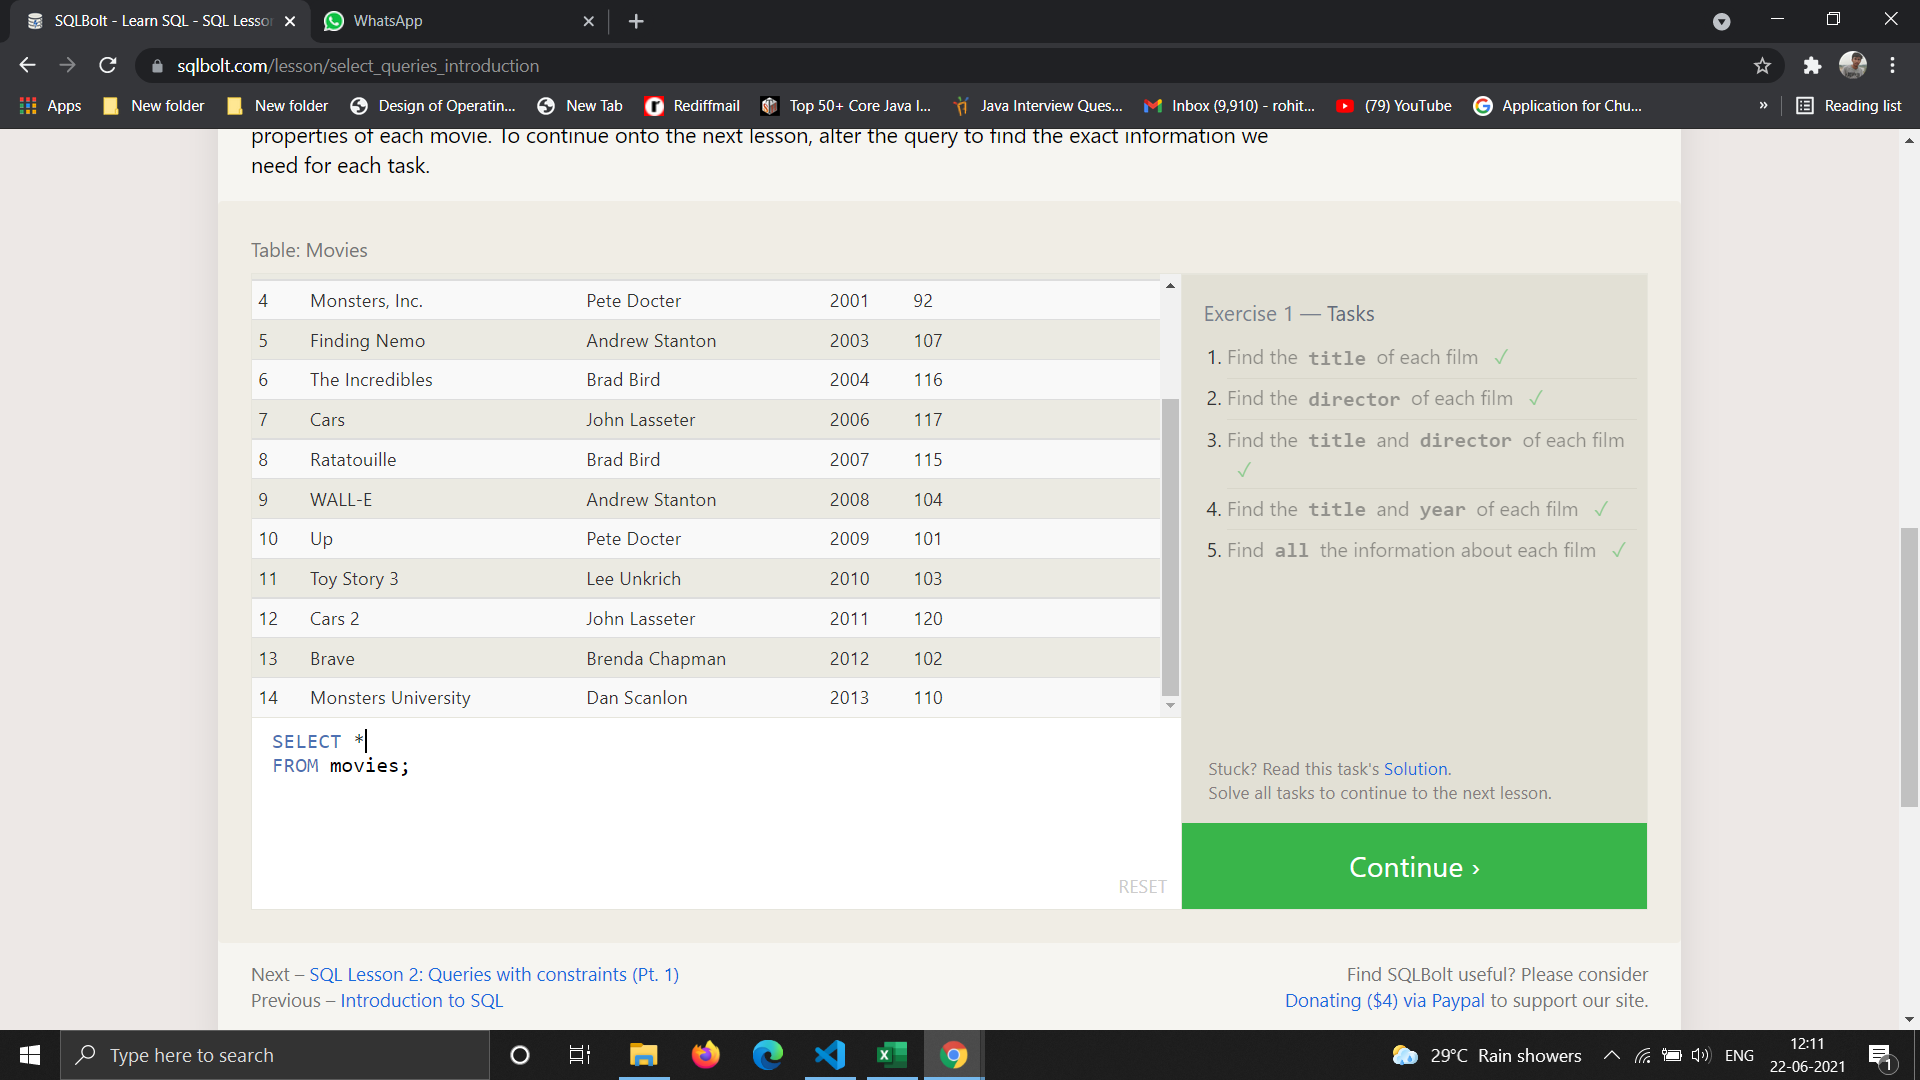 SQLBolt - Learn SQL - SQL Lesson
WhatsApp
sqlbolt.com/lesson/select_queries_introduction
Apps
New folder
New folder
Design of Operatin...
New Tab
Rediffmail
Top 50+ Core Java I...
Java Interview Ques...
Inbox (9,910) - rohit...
(79) YouTube
Application for Chu...
»
Reading list
properties of each movie. To continue onto the next lesson, alter the query to find the exact information we
need for each task.
Table: Movies
4 Monsters, Inc. Pete Docter 2001 92
5 Finding Nemo Andrew Stanton 2003 107
6 The Incredibles Brad Bird 2004 116
7 Cars John Lasseter 2006 117
8 Ratatouille Brad Bird 2007 115
9 WALL-E Andrew Stanton 2008 104
10 Up Pete Docter 2009 101
11 Toy Story 3 Lee Unkrich 2010 103
12 Cars 2 John Lasseter 2011 120
13 Brave Brenda Chapman 2012 102
14 Monsters University Dan Scanlon 2013 110
SELECT *
FROM movies;
RESET
Exercise 1 — Tasks
1. Find the title of each film ✓
2. Find the director of each film ✓
3. Find the title and director of each film
✓
4. Find the title and year of each film ✓
5. Find all the information about each film ✓
Stuck? Read this task's Solution.
Solve all tasks to continue to the next lesson.
Continue ›
Next – SQL Lesson 2: Queries with constraints (Pt. 1)
Previous – Introduction to SQL
Find SQLBolt useful? Please consider
Donating ($4) via Paypal to support our site.
Type here to search
29°C Rain showers
ENG
12:11
22-06-2021
1